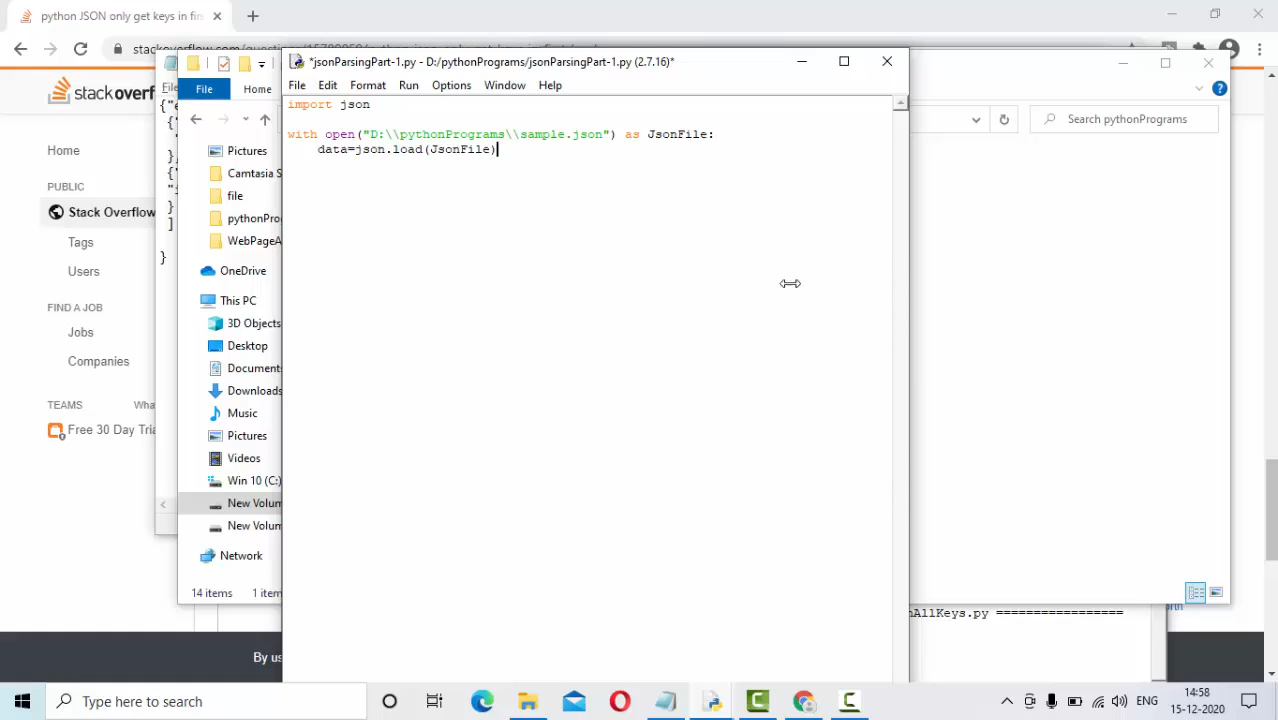 python JSON only get keys in fir
*jsonParsingPart-1.py - D:/pythonPrograms/jsonParsingPart-1.py (2.7.16)*
File Edit Format Run Options Window Help
import json
with open("D:\\pythonPrograms\\sample.json") as JsonFile:
data=json.load(JsonFile)
stack overf
Home
PUBLIC
Stack Overflow
Tags
Users
FIND A JOB
Jobs
Companies
TEAMS
Wha
Free 30 Day Tria
By us
{"e
{"
},
{"
}
]
}
File
Home
Pictures
Camtasia S
file
pythonPro
WebPageA
OneDrive
This PC
3D Objects
Desktop
Document
Downloads
Music
Pictures
Videos
Win 10 (C:)
New Volum
New Volum
Network
14 items 1 item
Search pythonPrograms
nAllKeys.py =================
Type here to search
ENG
14:58
15-12-2020